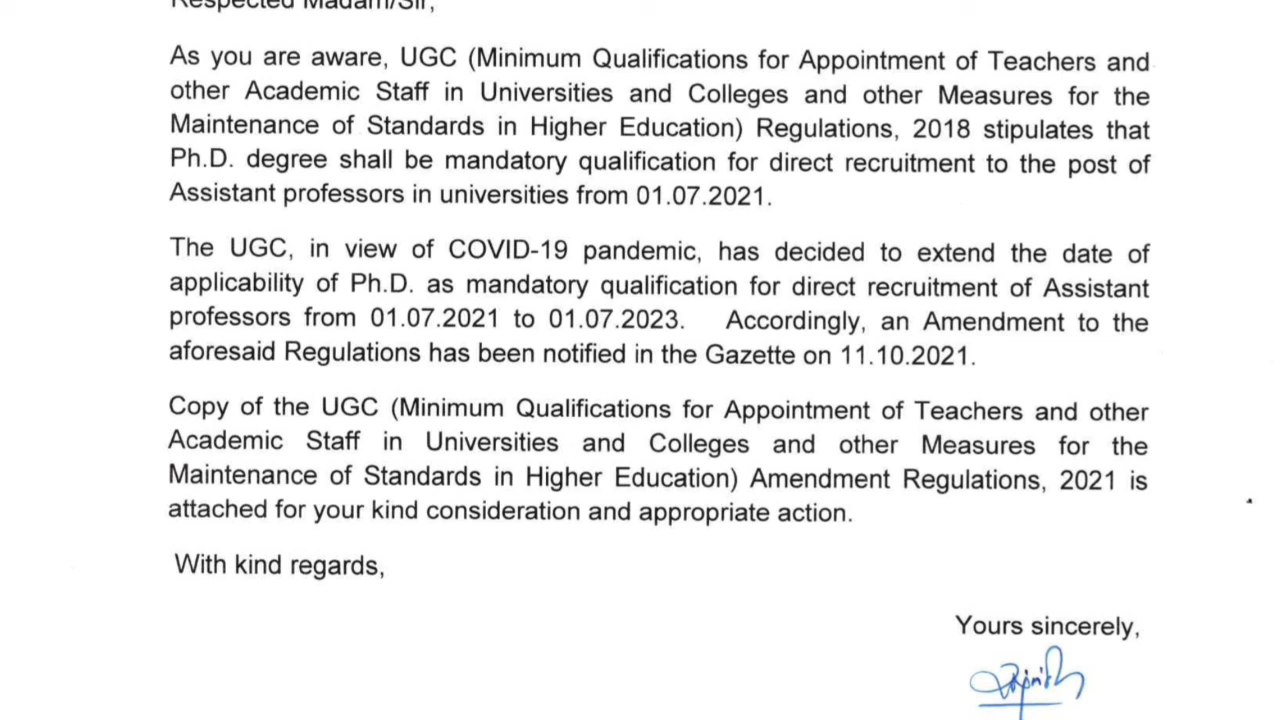 Respected Madam/Sir,
As you are aware, UGC (Minimum Qualifications for Appointment of Teachers and
other Academic Staff in Universities and Colleges and other Measures for the
Maintenance of Standards in Higher Education) Regulations, 2018 stipulates that
Ph.D. degree shall be mandatory qualification for direct recruitment to the post of
Assistant professors in universities from 01.07.2021.
The UGC, in view of COVID-19 pandemic, has decided to extend the date of
applicability of Ph.D. as mandatory qualification for direct recruitment of Assistant
professors from 01.07.2021 to 01.07.2023. Accordingly, an Amendment to the
aforesaid Regulations has been notified in the Gazette on 11.10.2021.
Copy of the UGC (Minimum Qualifications for Appointment of Teachers and other
Academic Staff in Universities and Colleges and other Measures for the
Maintenance of Standards in Higher Education) Amendment Regulations, 2021 is
attached for your kind consideration and appropriate action.
With kind regards,
Yours sincerely,